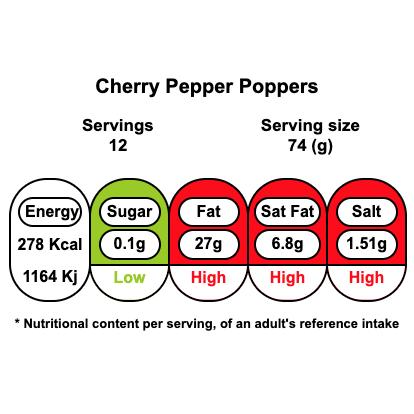 Cherry Pepper Poppers
Servings Serving size
12 74 (g)
Energy Sugar Fat Sat Fat Salt
278 Kcal 0.1g 27g 6.8g 1.51g
1164 Kj Low High High High
* Nutritional content per serving, of an adult's reference intake